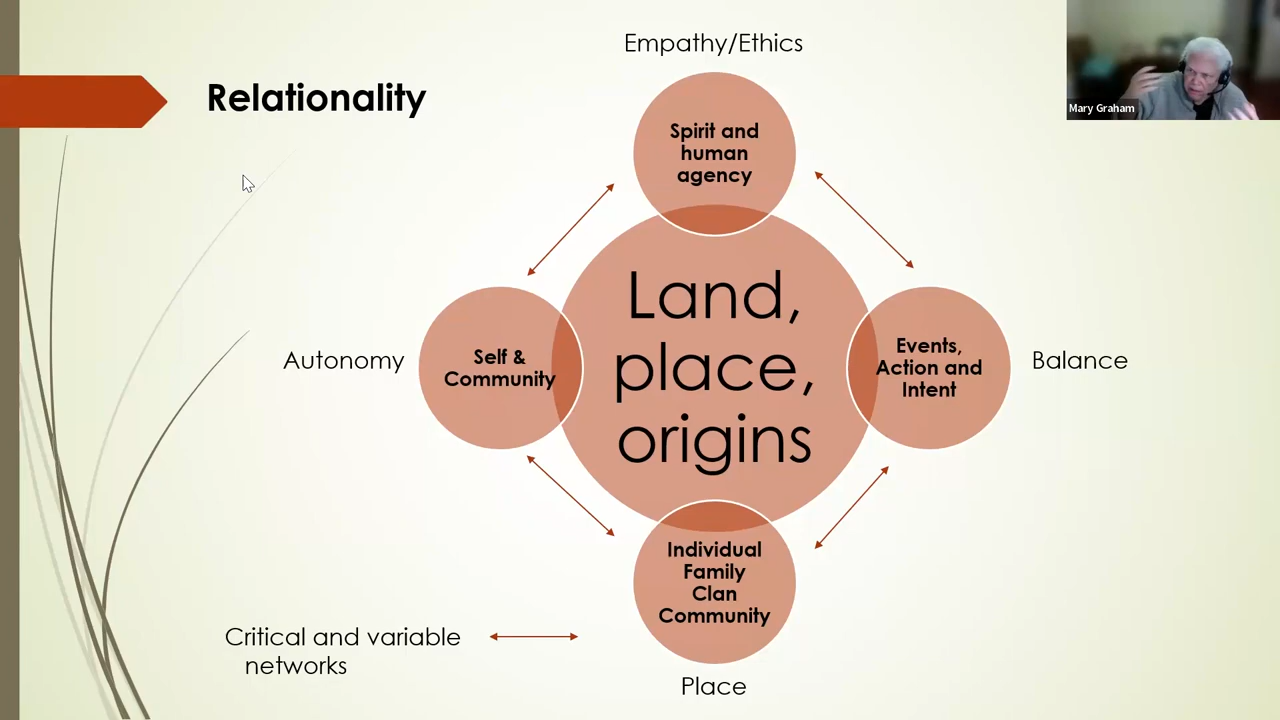 Empathy/Ethics
Relationality
Mary Graham
Spirit and
human
agency
Land,
place,
origins
Autonomy
Self &
Community
Events,
Action and
Intent
Balance
Individual
Family
Clan
Community
Critical and variable
networks
Place